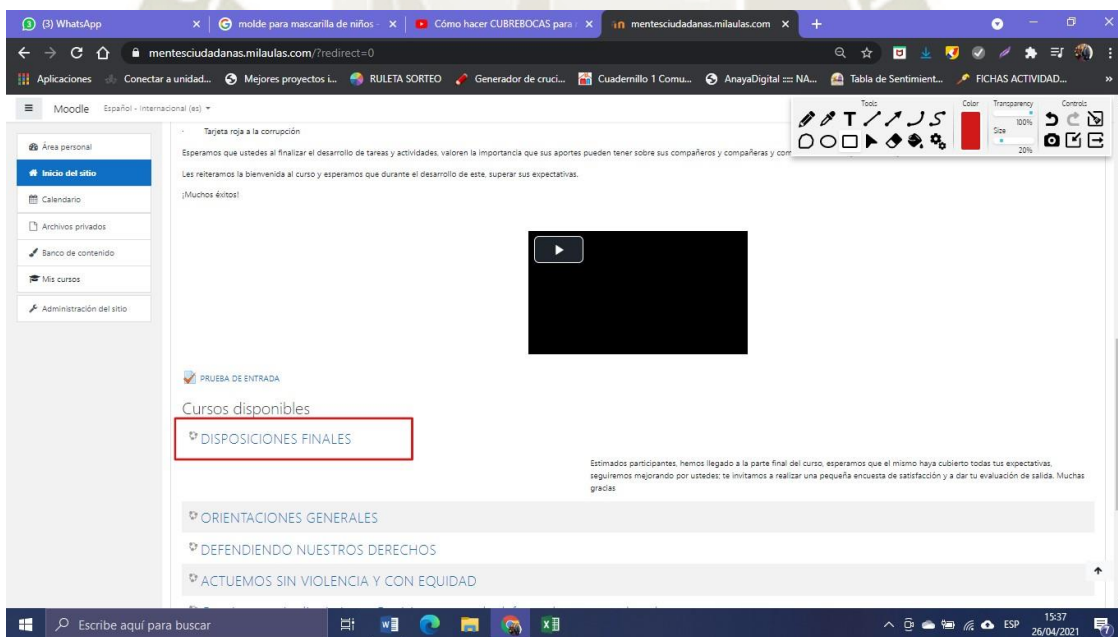 (3) WhatsApp
molde para mascarilla de niños -
Cómo hacer CUBREBOCAS para
mentesciudadanas.milaulas.com
mentesciudadanas.milaulas.com/?redirect=0
Aplicaciones
Conectar a unidad...
Mejores proyectos i...
RULETA SORTEO
Generador de cruci...
Cuadernillo 1 Comu...
AnayaDigital :::: NA...
Tabla de Sentimient...
FICHAS ACTIVIDAD...
»
Moodle Español - Internacional (es)
Tools
Color
Transparency
Controls
100%
Size
20%
Área personal
Inicio del sitio
Calendario
Archivos privados
Banco de contenido
Mis cursos
Administración del sitio
- Tarjeta roja a la corrupción
Esperamos que ustedes al finalizar el desarrollo de tareas y actividades, valoren la importancia que sus aportes pueden tener sobre sus compañeros y compañeras y
Les reiteramos la bienvenida al curso y esperamos que durante el desarrollo de este, superar sus expectativas.
¡Muchos éxitos!
PRUEBA DE ENTRADA
Cursos disponibles
DISPOSICIONES FINALES
Estimados participantes, hemos llegado a la parte final del curso, esperamos que el mismo haya cubierto todas tus expectativas,
seguiremos mejorando por ustedes; te invitamos a realizar una pequeña encuesta de satisfacción y a dar tu evaluación de salida. Muchas
gracias
ORIENTACIONES GENERALES
DEFENDIENDO NUESTROS DERECHOS
ACTUEMOS SIN VIOLENCIA Y CON EQUIDAD
Escribe aquí para buscar
ESP
15:37
26/04/2021